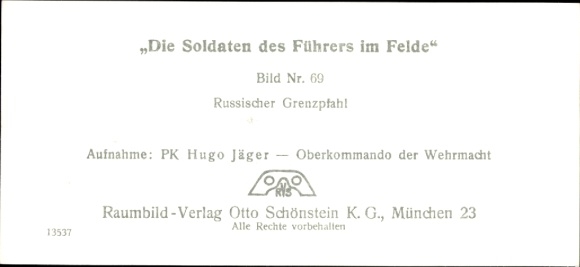 „Die Soldaten des Führers im Felde“
Bild Nr. 69
Russischer Grenzpfahl
Aufnahme: PK Hugo Jäger — Oberkommando der Wehrmacht
RVS
Raumbild-Verlag Otto Schönstein K. G., München 23
Alle Rechte vorbehalten
13537